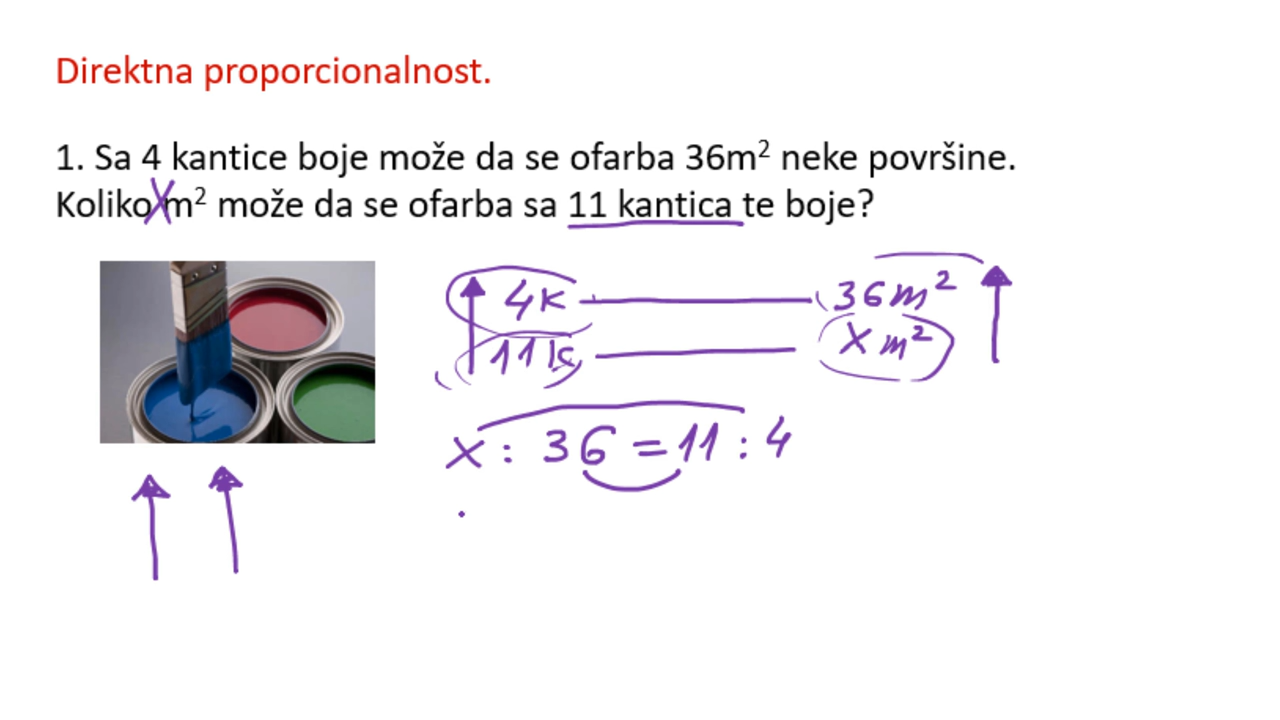 Direktna proporcionalnost.
1. Sa 4 kantice boje može da se ofarba 36m² neke površine.
Koliko X m² može da se ofarba sa 11 kantica te boje?
4k 36m²
11k X m²
x : 36 = 11 : 4